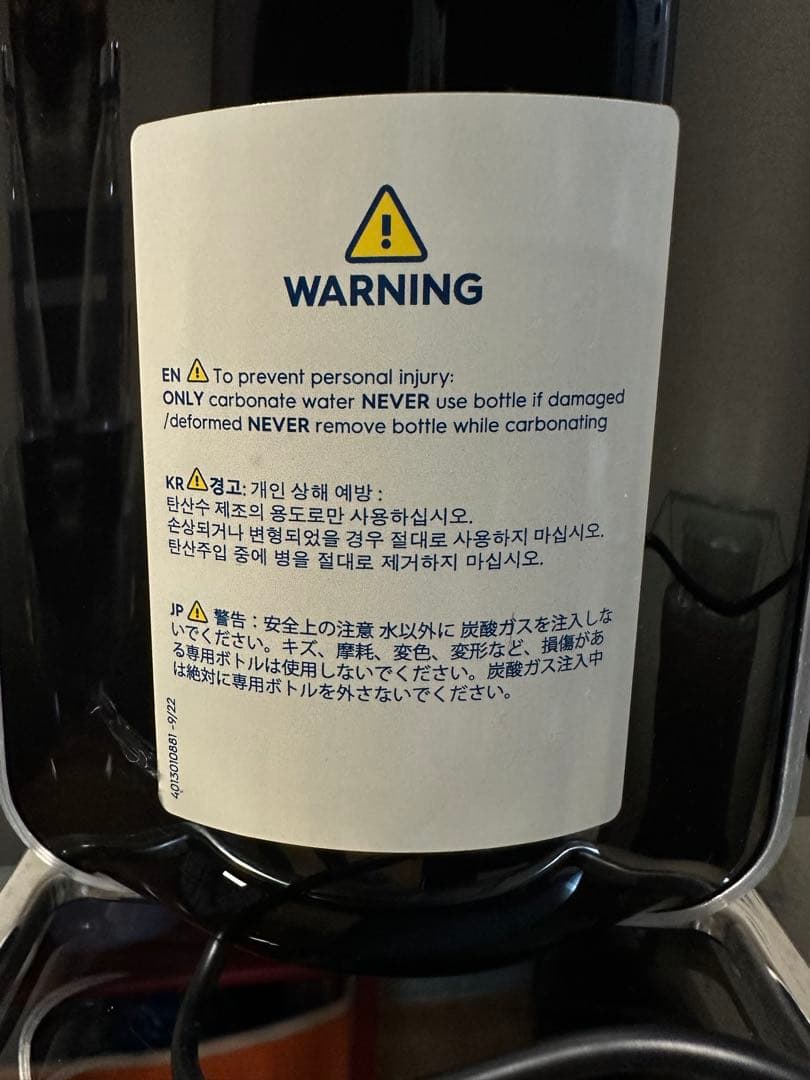 WARNING
EN To prevent personal injury:
ONLY carbonate water NEVER use bottle if damaged
/deformed NEVER remove bottle while carbonating
KR 경고: 개인 상해 예방 :
탄산수 제조의 용도로만 사용하십시오.
손상되거나 변형되었을 경우 절대로 사용하지 마십시오.
탄산주입 중에 병을 절대로 제거하지 마십시오.
JP 警告：安全上の注意 水以外に 炭酸ガスを注入しな
いでください。キズ、摩耗、変色、変形など、損傷があ
る専用ボトルは使用しないでください。炭酸ガス注入中
は絶対に専用ボトルを外さないでください。
4013010881 -9/22